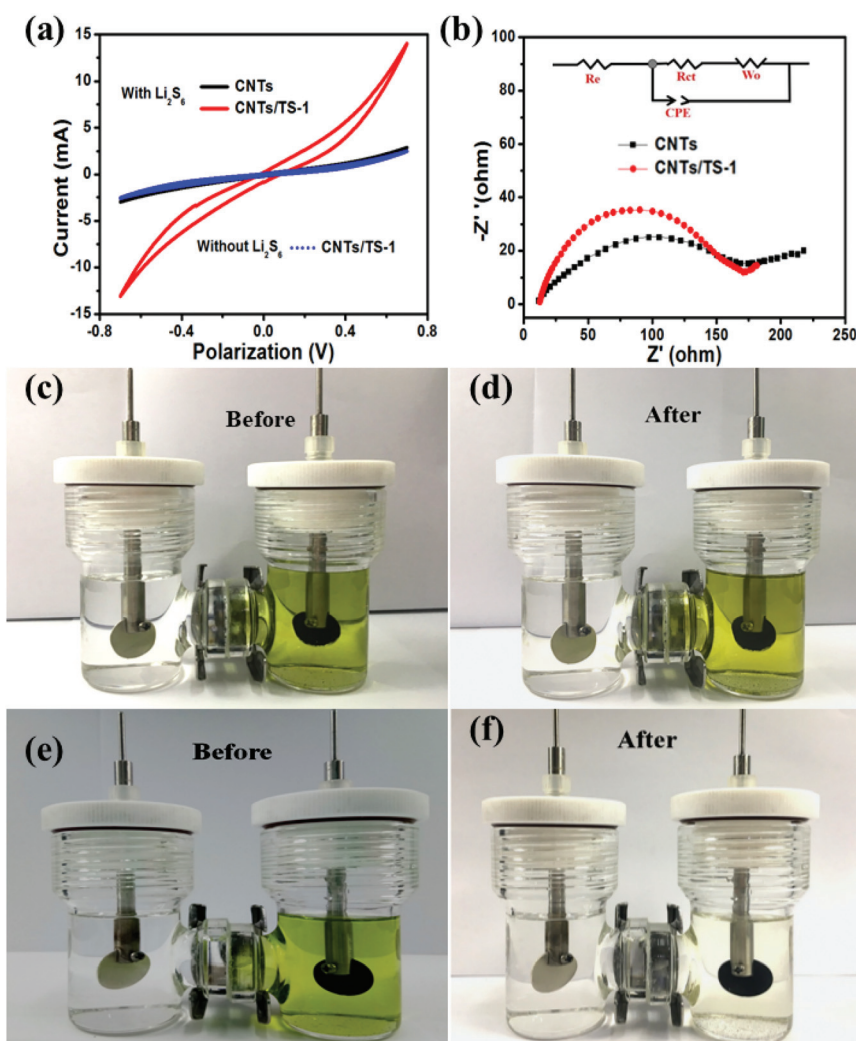 (a)
15
10
5
0
-5
-10
-15
Current (mA)
With Li₂S₆
CNTs
CNTs/TS-1
Without Li₂S₆
CNTs/TS-1
-0.8 -0.4 0.0 0.4 0.8
Polarization (V)
(b)
100
80
60
40
20
0
-Z' '(ohm)
Re
Rct
Wo
CPE
CNTs
CNTs/TS-1
0 50 100 150 200 250
Z' (ohm)
(c)
Before
(d)
After
(e)
Before
(f)
After